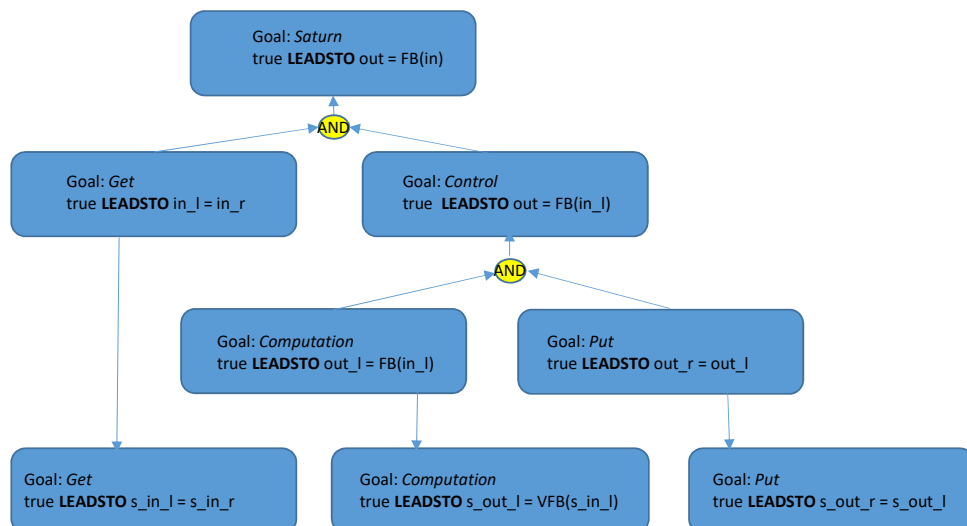 Goal: Saturn
true LEADSTO out = FB(in)
AND
Goal: Get
true LEADSTO in_l = in_r
Goal: Control
true LEADSTO out = FB(in_l)
AND
Goal: Computation
true LEADSTO out_l = FB(in_l)
Goal: Put
true LEADSTO out_r = out_l
Goal: Get
true LEADSTO s_in_l = s_in_r
Goal: Computation
true LEADSTO s_out_l = VFB(s_in_l)
Goal: Put
true LEADSTO s_out_r = s_out_l